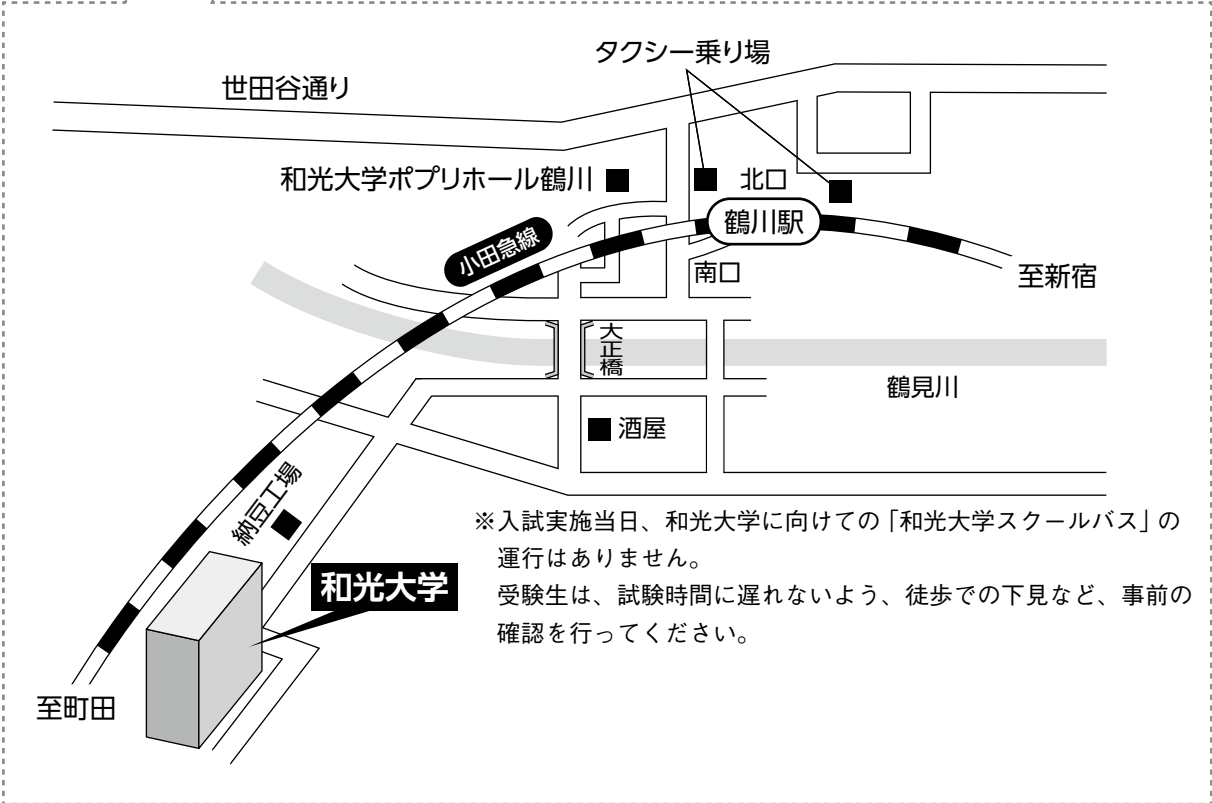 タクシー乗り場
世田谷通り
和光大学ポプリホール鶴川
北口
鶴川駅
小田急線
南口
至新宿
大正橋
鶴見川
酒屋
納豆工場
※入試実施当日、和光大学に向けての「和光大学スクールバス」の
運行はありません。
和光大学
受験生は、試験時間に遅れないよう、徒歩での下見など、事前の
確認を行ってください。
至町田